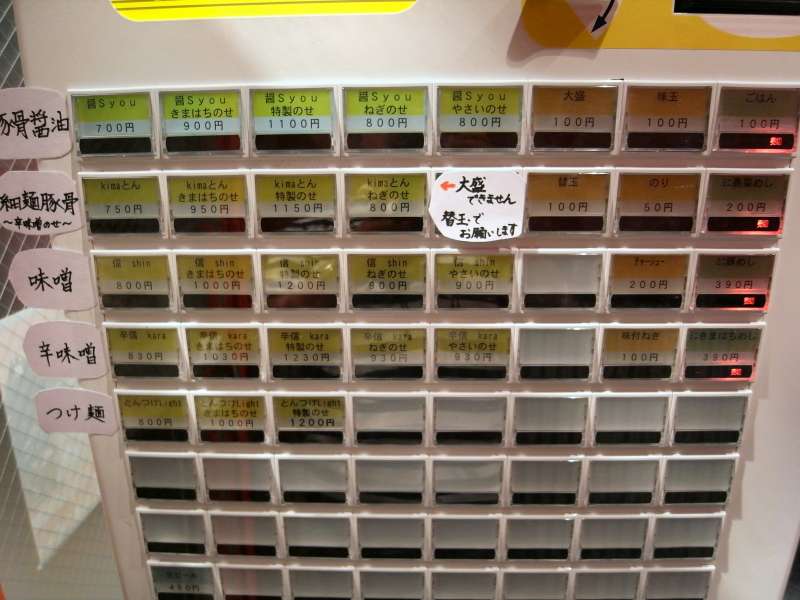 豚骨醤油
醤Syou
700円
醤Syou
きまはちのせ
900円
醤Syou
特製のせ
1100円
醤Syou
ねぎのせ
800円
醤Syou
やさいのせ
800円
大盛
100円
味玉
100円
ごはん
100円
細麺豚骨
〜辛味噌のせ〜
kimaとん
750円
kimaとん
きまはちのせ
950円
kimaとん
特製のせ
1150円
kimaとん
ねぎのせ
800円
←大盛
できません
替玉で
お願いします
替玉
100円
のり
50円
200円
味噌
信 shin
800円
信 shin
きまはちのせ
1000円
信 shin
特製のせ
1200円
信 shin
ねぎのせ
900円
信 shin
やさいのせ
900円
チャーシュー
200円
390円
辛味噌
辛信 kara
830円
辛信 kara
きまはちのせ
1030円
辛信 kara
特製のせ
1230円
辛信 kara
ねぎのせ
930円
辛信 kara
やさいのせ
930円
味付ねぎ
100円
390円
つけ麺
とんつけLight
800円
とんつけLight
きまはちのせ
1000円
とんつけLight
特製のせ
1200円
生ビール
450円